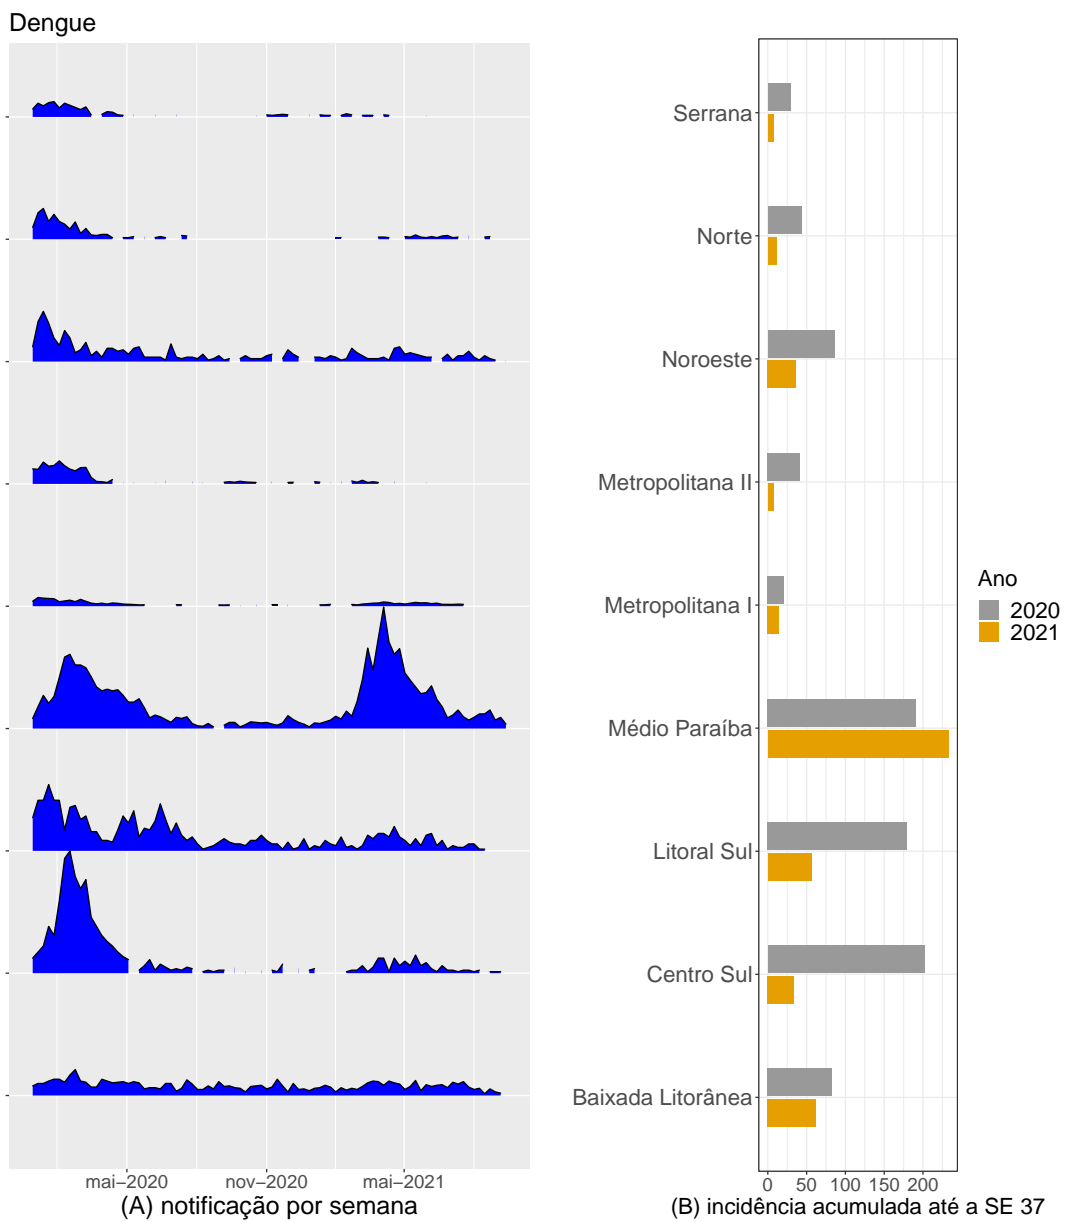 Dengue
Serrana
Norte
Noroeste
Metropolitana II
Metropolitana I
Médio Paraíba
Litoral Sul
Centro Sul
Baixada Litorânea
Ano
2020
2021
mai−2020 nov−2020 mai−2021
0 50 100 150 200
(A) notificação por semana
(B) incidência acumulada até a SE 37